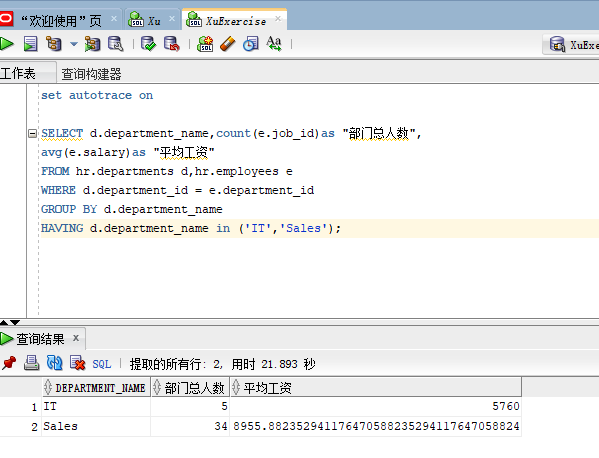 “欢迎使用”页 Xu XuExercise
XuExer
工作表 查询构建器
set autotrace on
SELECT d.department_name,count(e.job_id)as "部门总人数",
avg(e.salary)as "平均工资"
FROM hr.departments d,hr.employees e
WHERE d.department_id = e.department_id
GROUP BY d.department_name
HAVING d.department_name in ('IT','Sales');
查询结果 x
SQL | 提取的所有行: 2, 用时 21.893 秒
DEPARTMENT_NAME 部门总人数 平均工资
1 IT 5 5760
2 Sales 34 8955.88235294117647058823529411764705882​4